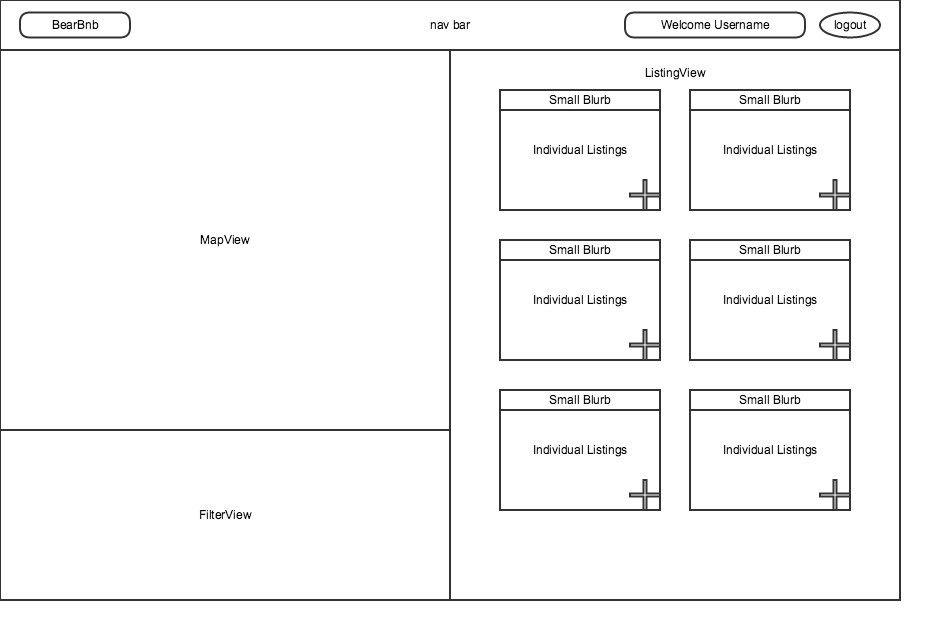 BearBnb
nav bar
Welcome Username
logout
MapView
FilterView
ListingView
Small Blurb
Individual Listings
Small Blurb
Individual Listings
Small Blurb
Individual Listings
Small Blurb
Individual Listings
Small Blurb
Individual Listings
Small Blurb
Individual Listings